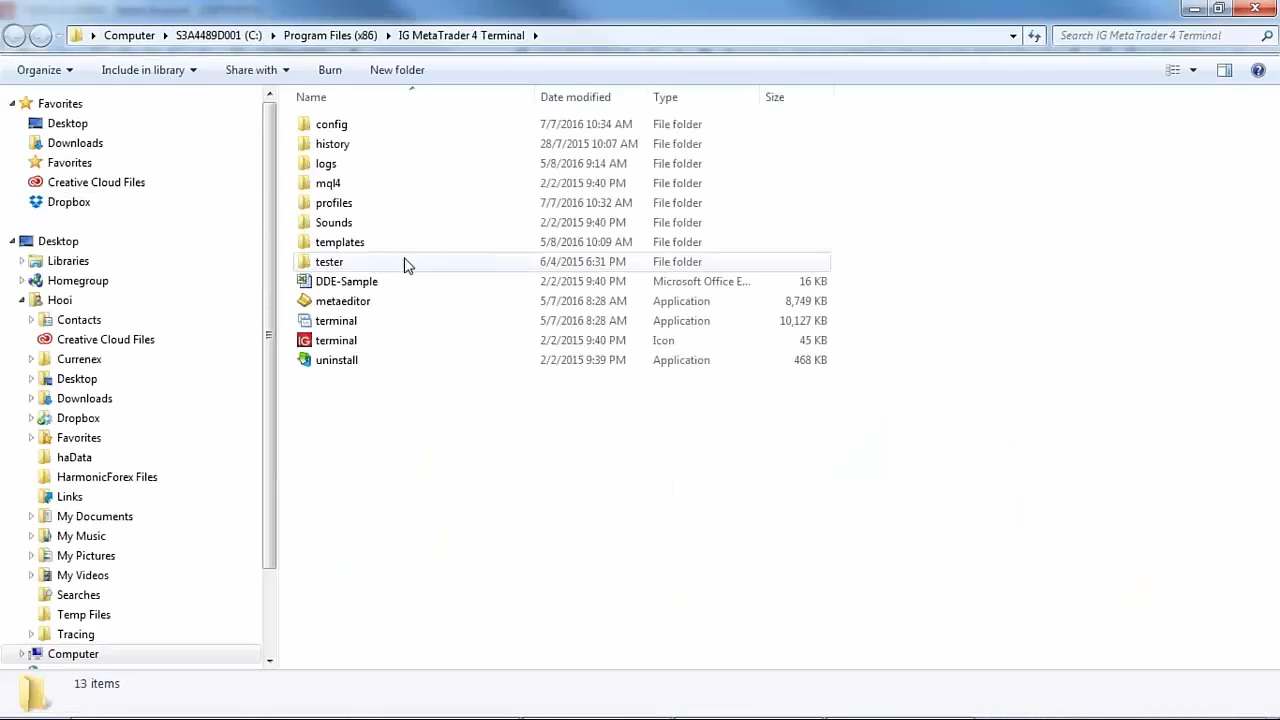 Computer S3A4489D001 (C:) Program Files (x86) IG MetaTrader 4 Terminal Search IG MetaTrader 4 Terminal
Organize Include in library Share with Burn New folder
Favorites
Desktop
Downloads
Favorites
Creative Cloud Files
Dropbox
Desktop
Libraries
Homegroup
Hooi
Contacts
Creative Cloud Files
Currenex
Desktop
Downloads
Dropbox
Favorites
haData
HarmonicForex Files
Links
My Documents
My Music
My Pictures
My Videos
Searches
Temp Files
Tracing
Computer
Name Date modified Type Size
config 7/7/2016 10:34 AM File folder
history 28/7/2015 10:07 AM File folder
logs 5/8/2016 9:14 AM File folder
mql4 2/2/2015 9:40 PM File folder
profiles 7/7/2016 10:32 AM File folder
Sounds 2/2/2015 9:40 PM File folder
templates 5/8/2016 10:09 AM File folder
tester 6/4/2015 6:31 PM File folder
DDE-Sample 2/2/2015 9:40 PM Microsoft Office E... 16 KB
metaeditor 5/7/2016 8:28 AM Application 8,749 KB
terminal 5/7/2016 8:28 AM Application 10,127 KB
IG terminal 2/2/2015 9:40 PM Icon 45 KB
uninstall 2/2/2015 9:39 PM Application 468 KB
13 items